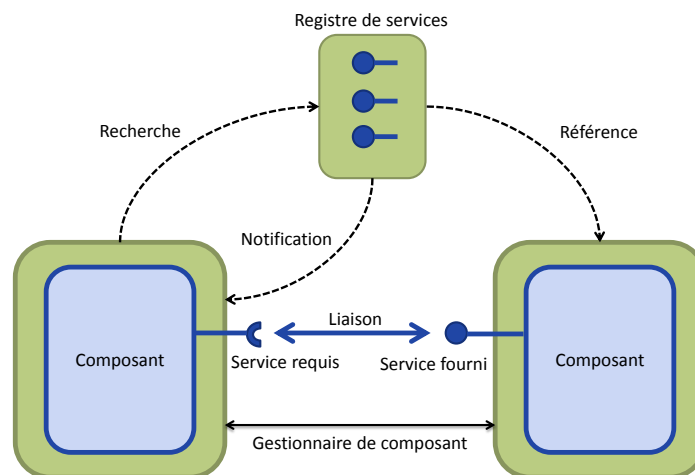 Registre de services
Recherche
Référence
Notification
Liaison
Composant
Service requis
Service fourni
Composant
Gestionnaire de composant